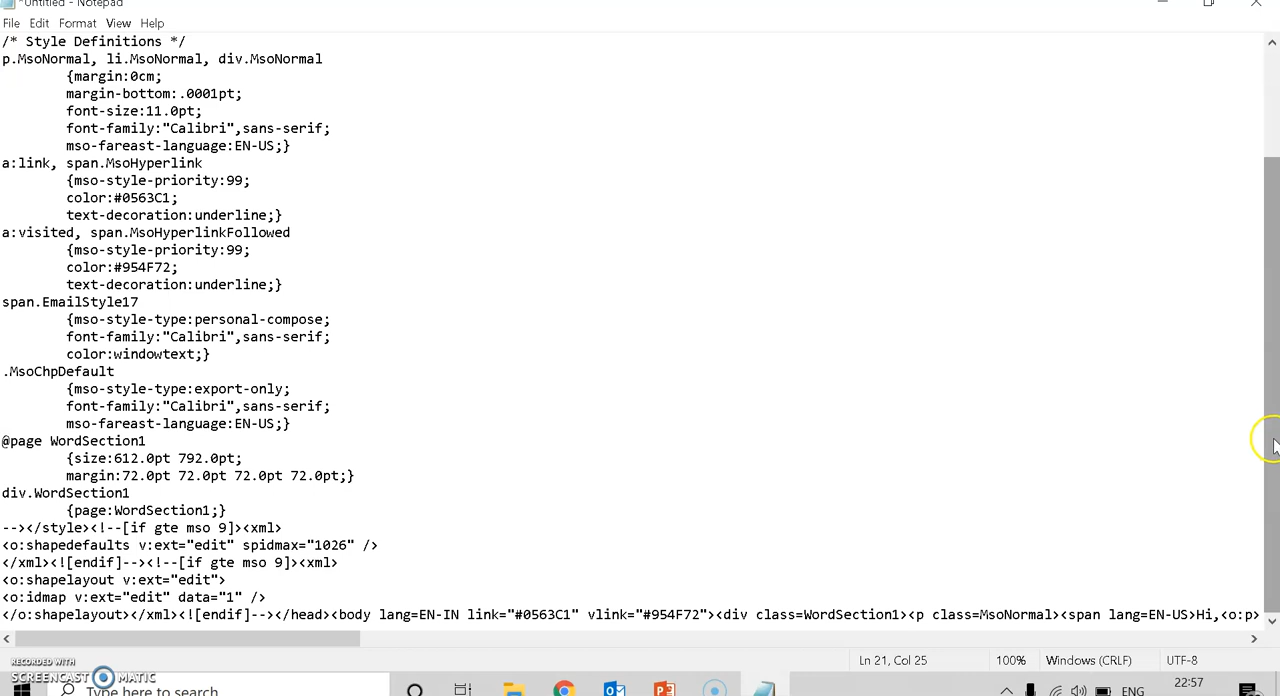 *Untitled - Notepad
File Edit Format View Help
/* Style Definitions */
p.MsoNormal, li.MsoNormal, div.MsoNormal
{margin:0cm;
margin-bottom:.0001pt;
font-size:11.0pt;
font-family:"Calibri",sans-serif;
mso-fareast-language:EN-US;}
a:link, span.MsoHyperlink
{mso-style-priority:99;
color:#0563C1;
text-decoration:underline;}
a:visited, span.MsoHyperlinkFollowed
{mso-style-priority:99;
color:#954F72;
text-decoration:underline;}
span.EmailStyle17
{mso-style-type:personal-compose;
font-family:"Calibri",sans-serif;
color:windowtext;}
.MsoChpDefault
{mso-style-type:export-only;
font-family:"Calibri",sans-serif;
mso-fareast-language:EN-US;}
@page WordSection1
{size:612.0pt 792.0pt;
margin:72.0pt 72.0pt 72.0pt 72.0pt;}
div.WordSection1
{page:WordSection1;}
--></style><!--[if gte mso 9]><xml>
<o:shapedefaults v:ext="edit" spidmax="1026" />
</xml><![endif]--><!--[if gte mso 9]><xml>
<o:shapelayout v:ext="edit">
<o:idmap v:ext="edit" data="1" />
</o:shapelayout></xml><![endif]--></head><body lang=EN-IN link="#0563C1" vlink="#954F72"><div class=WordSection1><p class=MsoNormal><span lang=EN-US>Hi,<o:p>
Ln 21, Col 25 100% Windows (CRLF) UTF-8
RECORDED WITH
SCREENCAST MATIC
Type here to search
ENG 22:57